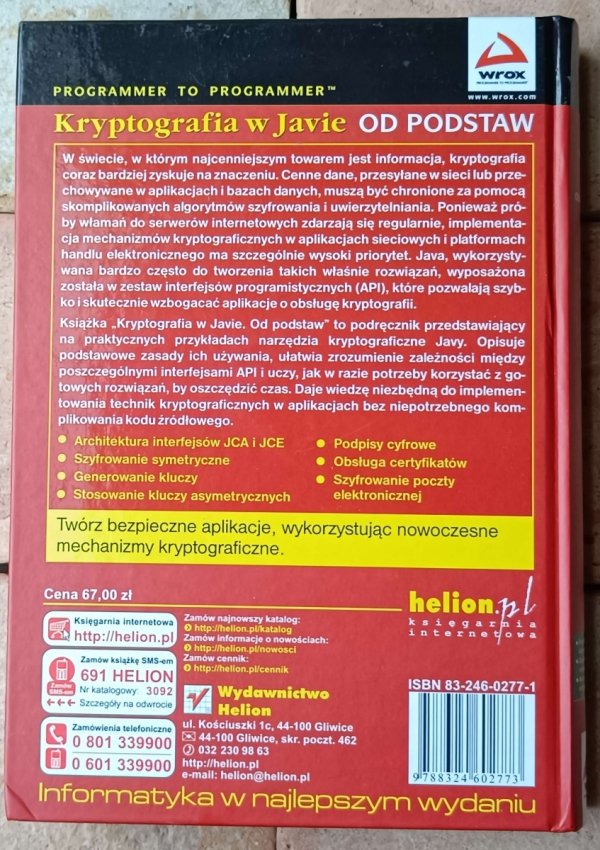 wrox
PROGRAMMER TO PROGRAMMER
www.wrox.com
PROGRAMMER TO PROGRAMMER™
Kryptografia w Javie OD PODSTAW
W świecie, w którym najcenniejszym towarem jest informacja, kryptografia
coraz bardziej zyskuje na znaczeniu. Cenne dane, przesyłane w sieci lub prze-
chowywane w aplikacjach i bazach danych, muszą być chronione za pomocą
skomplikowanych algorytmów szyfrowania i uwierzytelniania. Ponieważ pró-
by włamań do serwerów internetowych zdarzają się regularnie, implementa-
cja mechanizmów kryptograficznych w aplikacjach sieciowych i platformach
handlu elektronicznego ma szczególnie wysoki priorytet. Java, wykorzysty-
wana bardzo często do tworzenia takich właśnie rozwiązań, wyposażona
została w zestaw interfejsów programistycznych (API), które pozwalają szyb-
ko i skutecznie wzbogacać aplikacje o obsługę kryptografii.
Książka „Kryptografia w Javie. Od podstaw” to podręcznik przedstawiający
na praktycznych przykładach narzędzia kryptograficzne Javy. Opisuje
podstawowe zasady ich używania, ułatwia zrozumienie zależności między
poszczególnymi interfejsami API i uczy, jak w razie potrzeby korzystać z go-
towych rozwiązań, by oszczędzić czas. Daje wiedzę niezbędną do implemen-
towania technik kryptograficznych w aplikacjach bez niepotrzebnego kom-
plikowania kodu źródłowego.
• Architektura interfejsów JCA i JCE
• Szyfrowanie symetryczne
• Generowanie kluczy
• Stosowanie kluczy asymetrycznych
• Podpisy cyfrowe
• Obsługa certyfikatów
• Szyfrowanie poczty
elektronicznej
Twórz bezpieczne aplikacje, wykorzystując nowoczesne
mechanizmy kryptograficzne.
Cena 67,00 zł
helion.pl
księgarnia
internetowa
Księgarnia internetowa
http://helion.pl
Zamów książkę SMS-em
691 HELION
Nr katalogowy: 3092
Szczegóły na odwrocie
Zamów
SMS-em
Zamówienia telefoniczne
0 801 339900
0 601 339900
Zamów najnowszy katalog:
http://helion.pl/katalog
Zamów informacje o nowościach:
http://helion.pl/nowosci
Zamów cennik:
http://helion.pl/cennik
Wydawnictwo
Helion
ul. Kościuszki 1c, 44-100 Gliwice
44-100 Gliwice, skr. poczt. 462
032 230 98 63
http://helion.pl
e-mail: helion@helion.pl
ISBN 83-246-0277-1
9 788324 602773
Informatyka w najlepszym wydaniu